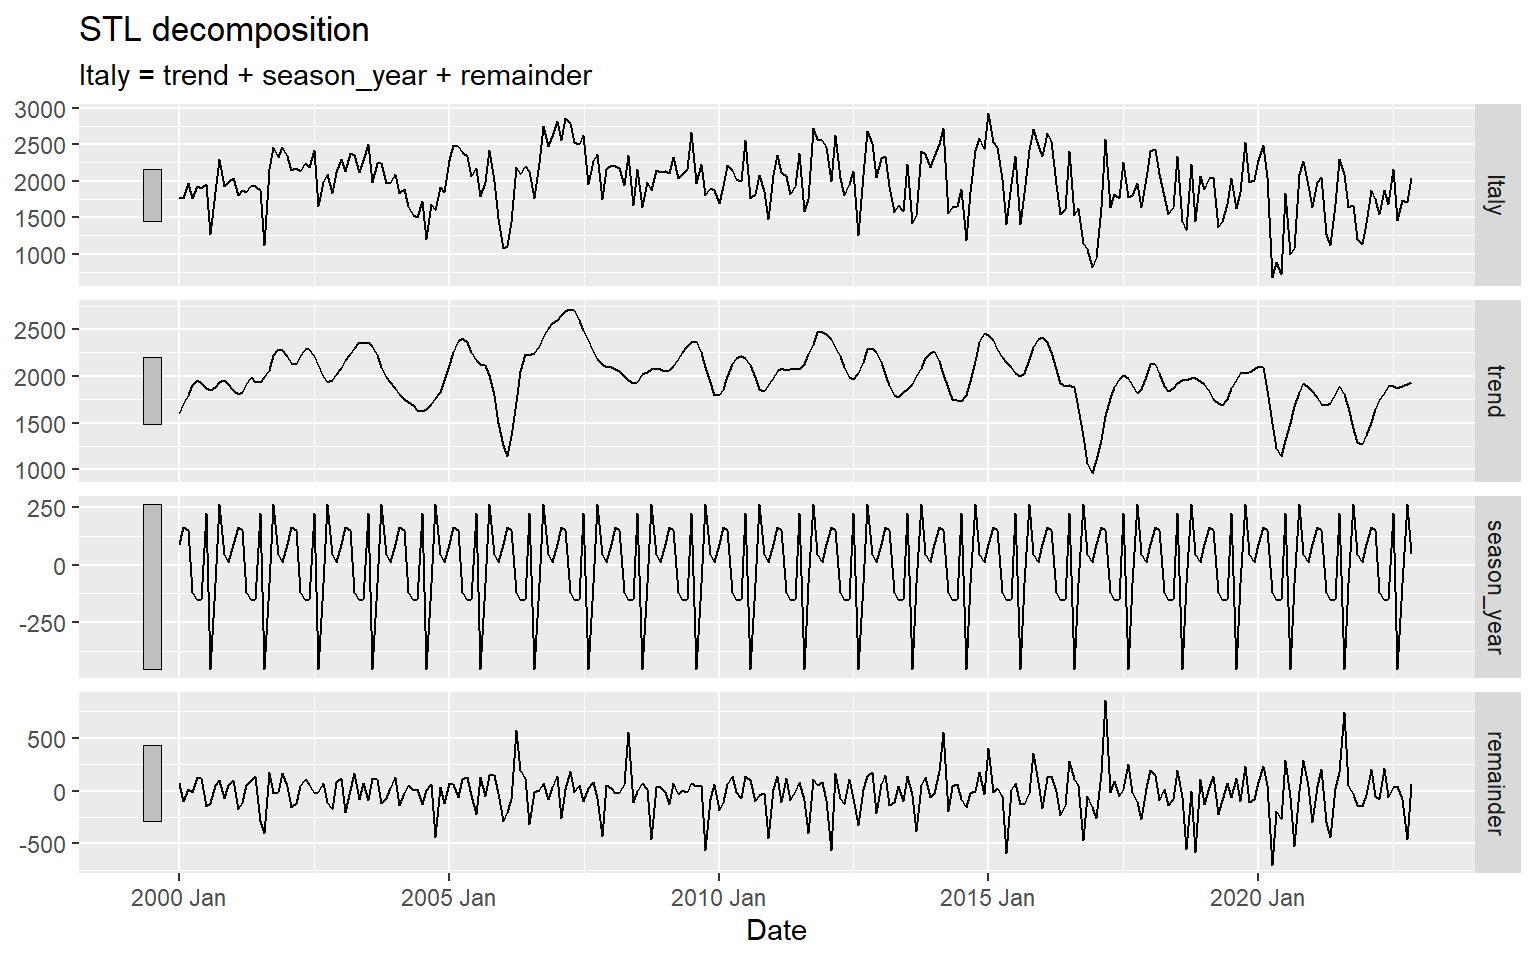 STL decomposition
Italy = trend + season_year + remainder
3000
2500
2000
1500
1000
Italy
2500
2000
1500
1000
trend
250
0
-250
season_year
500
0
-500
remainder
2000 Jan
2005 Jan
2010 Jan
2015 Jan
2020 Jan
Date